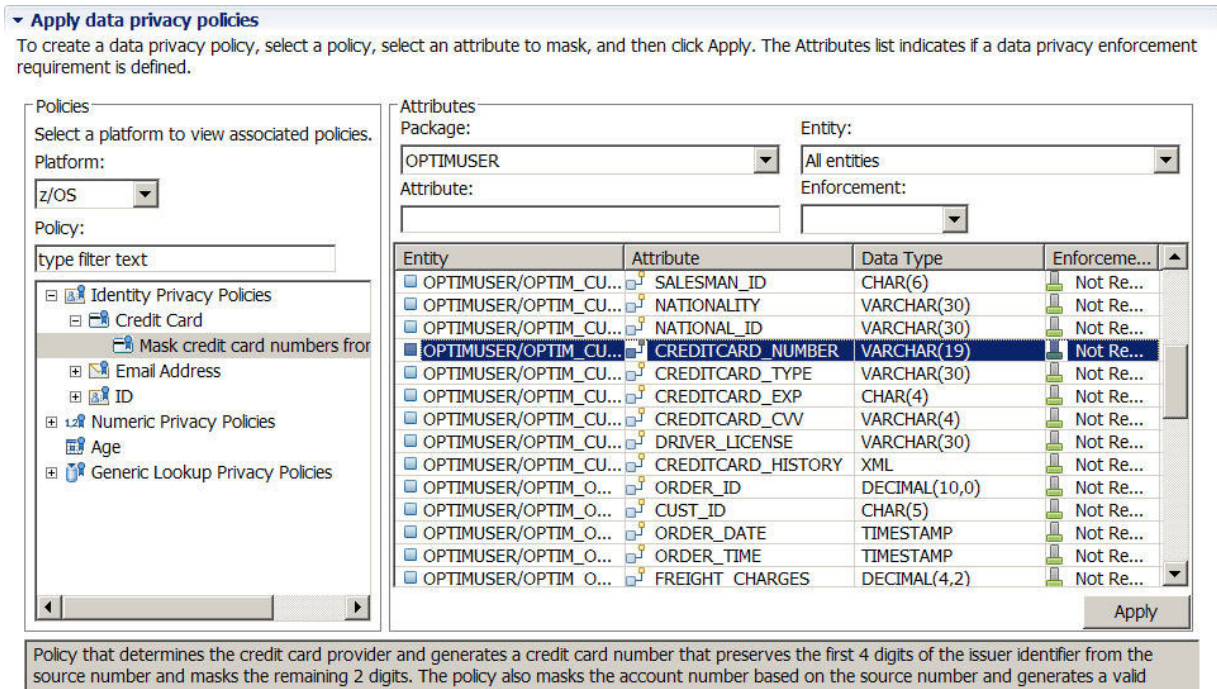 Apply data privacy policies
To create a data privacy policy, select a policy, select an attribute to mask, and then click Apply. The Attributes list indicates if a data privacy enforcement
requirement is defined.
Policies
Select a platform to view associated policies.
Platform:
z/OS
Policy:
type filter text
Identity Privacy Policies
Credit Card
Mask credit card numbers fror
Email Address
ID
Numeric Privacy Policies
Age
Generic Lookup Privacy Policies
Attributes
Package: Entity:
OPTIMUSER All entities
Attribute: Enforcement:
Entity Attribute Data Type Enforceme...
OPTIMUSER/OPTIM_CU... SALESMAN_ID CHAR(6) Not Re...
OPTIMUSER/OPTIM_CU... NATIONALITY VARCHAR(30) Not Re...
OPTIMUSER/OPTIM_CU... NATIONAL_ID VARCHAR(30) Not Re...
OPTIMUSER/OPTIM_CU... CREDITCARD_NUMBER VARCHAR(19) Not Re...
OPTIMUSER/OPTIM_CU... CREDITCARD_TYPE VARCHAR(30) Not Re...
OPTIMUSER/OPTIM_CU... CREDITCARD_EXP CHAR(4) Not Re...
OPTIMUSER/OPTIM_CU... CREDITCARD_CVV VARCHAR(4) Not Re...
OPTIMUSER/OPTIM_CU... DRIVER_LICENSE VARCHAR(30) Not Re...
OPTIMUSER/OPTIM_CU... CREDITCARD_HISTORY XML Not Re...
OPTIMUSER/OPTIM_O... ORDER_ID DECIMAL(10,0) Not Re...
OPTIMUSER/OPTIM_O... CUST_ID CHAR(5) Not Re...
OPTIMUSER/OPTIM_O... ORDER_DATE TIMESTAMP Not Re...
OPTIMUSER/OPTIM_O... ORDER_TIME TIMESTAMP Not Re...
OPTIMUSER/OPTIM_O... FREIGHT_CHARGES DECIMAL(4,2) Not Re...
Apply
Policy that determines the credit card provider and generates a credit card number that preserves the first 4 digits of the issuer identifier from the
source number and masks the remaining 2 digits. The policy also masks the account number based on the source number and generates a valid